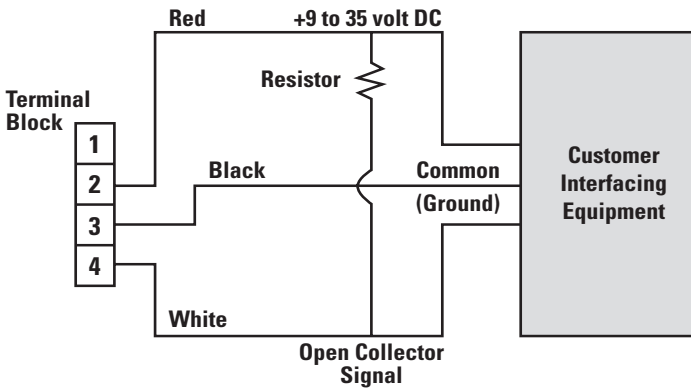 Red
+9 to 35 volt DC
Resistor
Terminal
Block
1
2
3
4
Black
Common
(Ground)
Customer
Interfacing
Equipment
White
Open Collector
Signal